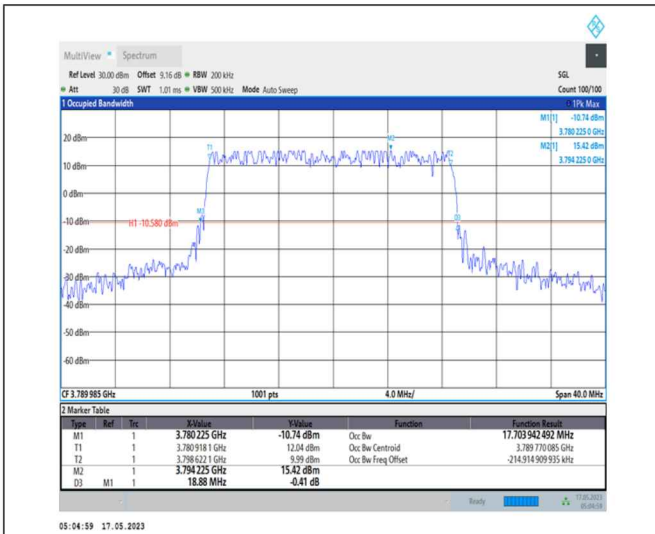 MultiView Spectrum
Ref Level 30.00 dBm Offset 9.16 dB RBW 200 kHz SGL
Att 30 dB SWT 1.01 ms VBW 500 kHz Mode Auto Sweep Count 100/100
1 Occupied Bandwidth 1Pk Max
M1[1] -10.74 dBm
3.780 225 0 GHz
M2[1] 15.42 dBm
3.794 225 0 GHz
20 dBm
T1 M2 T2
10 dBm
0 dBm
-10 dBm
H1 -10.580 dBm
-20 dBm
-30 dBm
-40 dBm
-50 dBm
-60 dBm
CF 3.789 985 GHz 1001 pts 4.0 MHz/ Span 40.0 MHz
2 Marker Table
Type Ref Trc X-Value Y-Value Function Function Result
M1 1 3.780 225 GHz -10.74 dBm Occ Bw 17.703 942 492 MHz
T1 1 3.780 918 1 GHz 12.04 dBm Occ Bw Centroid 3.789 770 085 GHz
T2 1 3.798 622 1 GHz 9.99 dBm Occ Bw Freq Offset -214.914 909 935 kHz
M2 1 3.794 225 GHz 15.42 dBm
D3 M1 1 18.88 MHz -0.41 dB
Ready 17.05.2023
05:04:59
05:04:59 17.05.2023